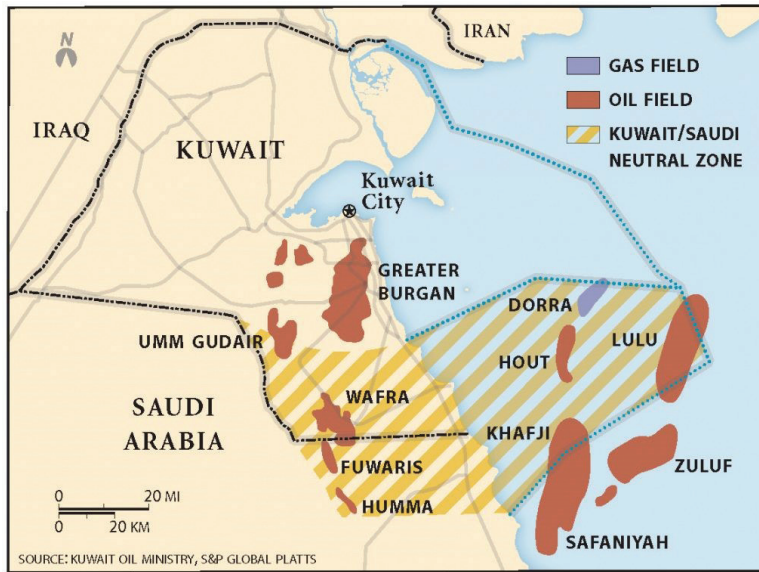 N
IRAN
IRAQ
KUWAIT
Kuwait
City
GAS FIELD
OIL FIELD
KUWAIT/SAUDI
NEUTRAL ZONE
GREATER
BURGAN
DORRA
UMM GUDAIR
HOUT
LULU
WAFRA
SAUDI
ARABIA
KHAFJI
FUWARIS
ZULUF
HUMMA
SAFANIYAH
0 20 MI
0 20 KM
SOURCE: KUWAIT OIL MINISTRY, S&P GLOBAL PLATTS